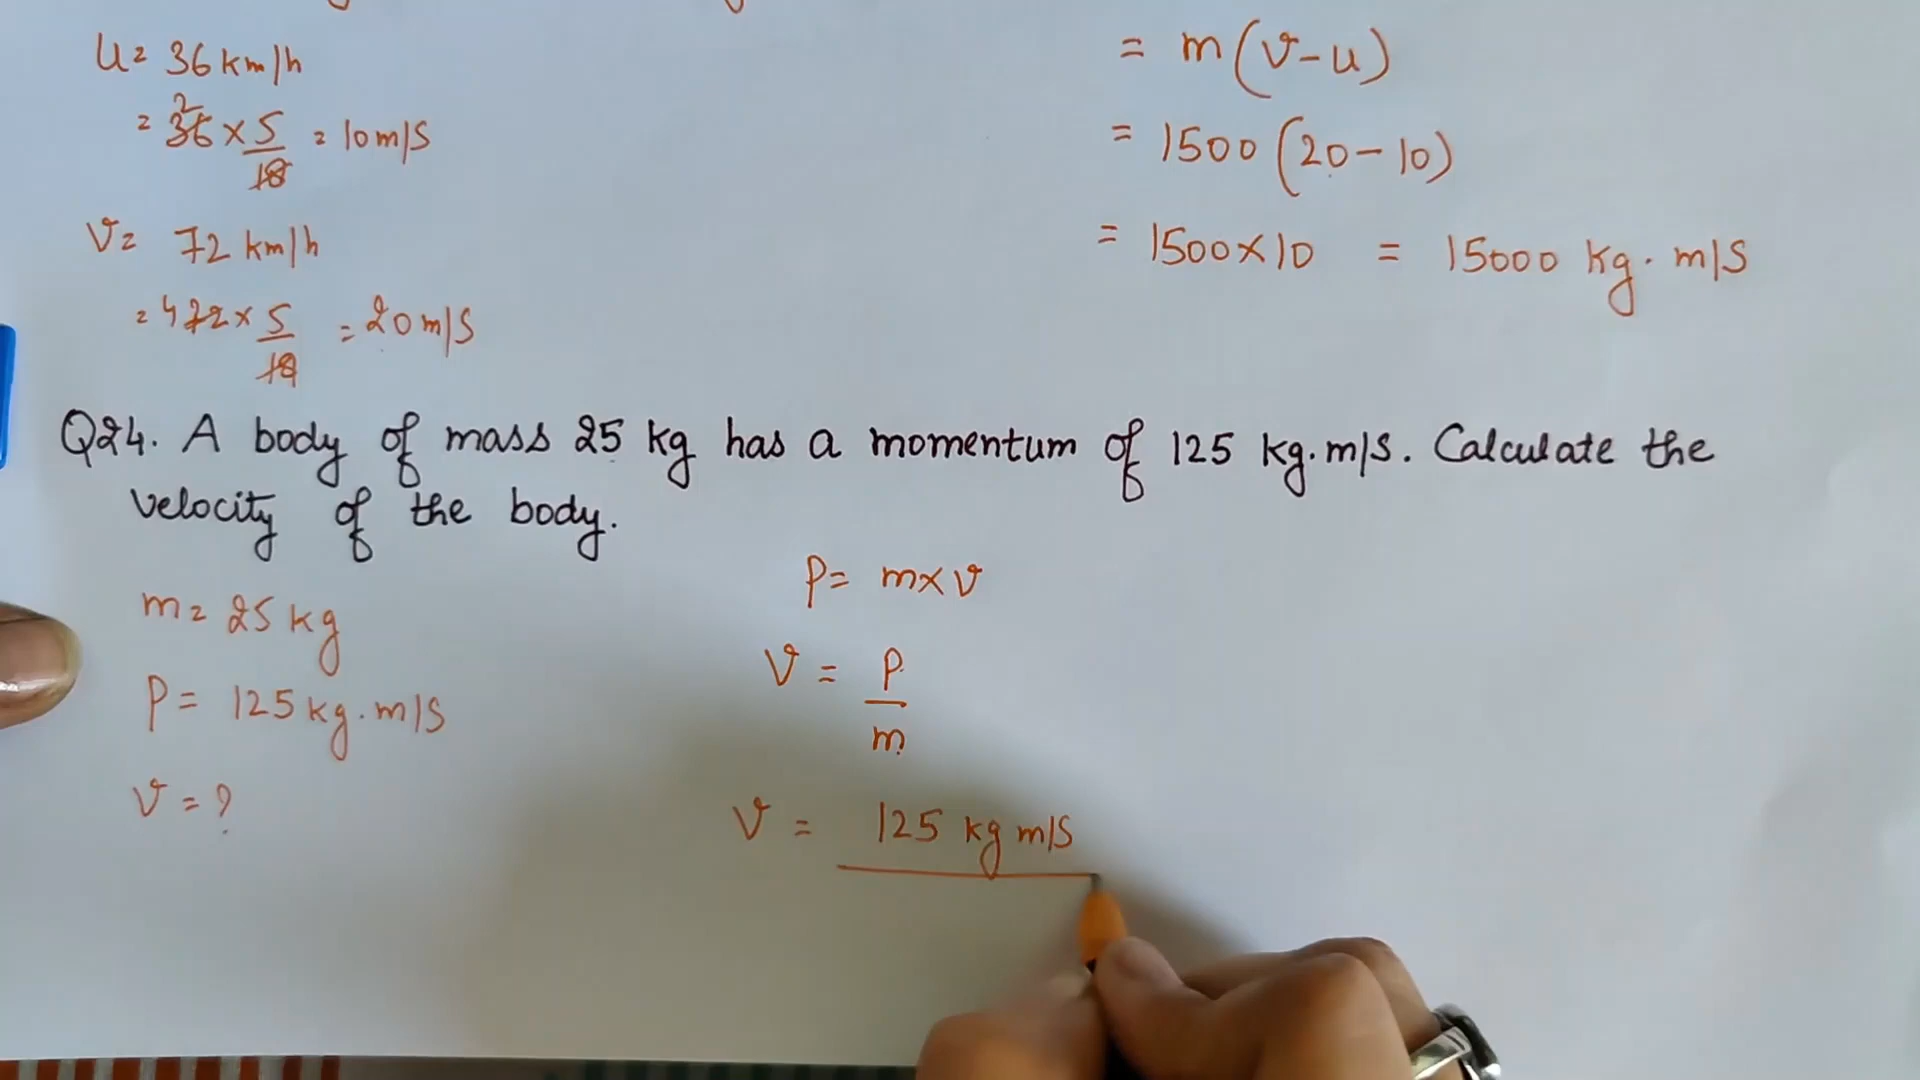 U= 36 km/h
= 36 2 × 5/18 = 10 m/s
V= 72 km/h
= 4 72 × 5/18 = 20 m/s
= m(v-u)
= 1500 (20-10)
= 1500×10 = 15000 kg. m/s
Q24. A body of mass 25 kg has a momentum of 125 kg.m/s. Calculate the
velocity of the body.
m= 25 kg
P= 125 kg.m/s
V=?
P= m×v
V = P/m
V = 125 kg m/s